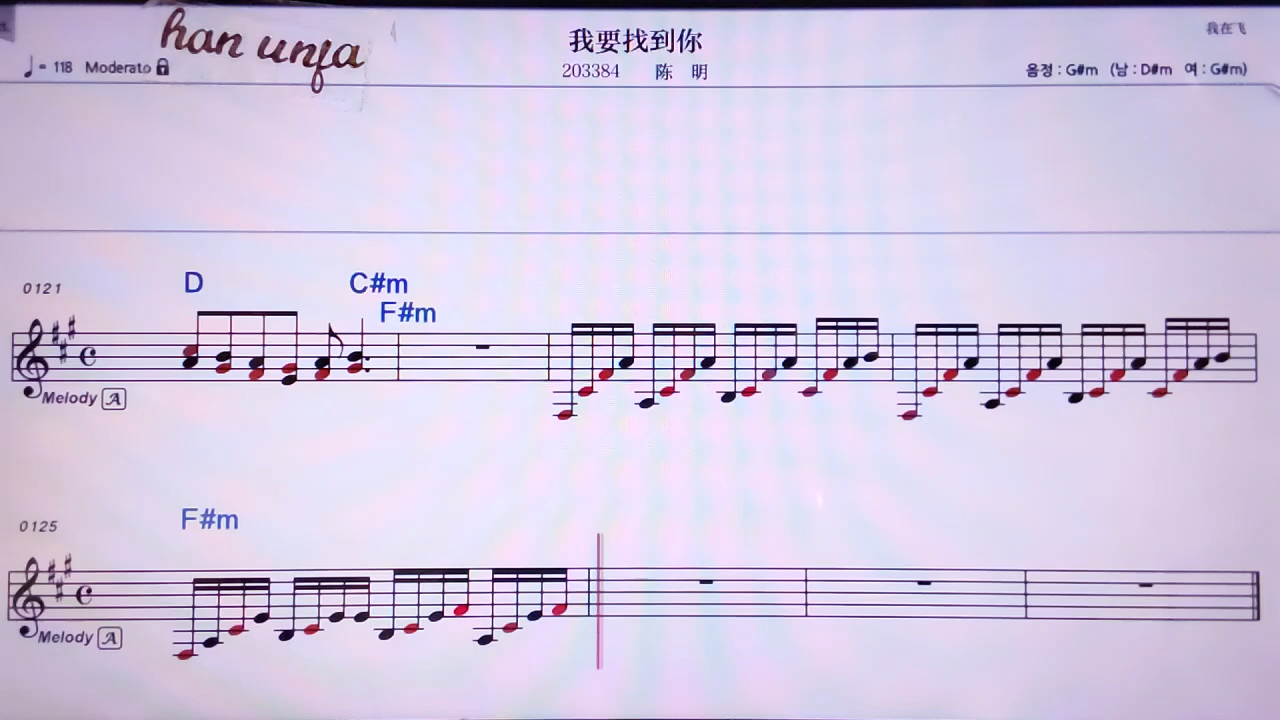 han unfa
我要找到你
我在飞
♩= 118 Moderato
203384 陈 明
음정 : G#m (남 : D#m 여 : G#m)
0121
D C#m
F#m
Melody A
0125
F#m
Melody A